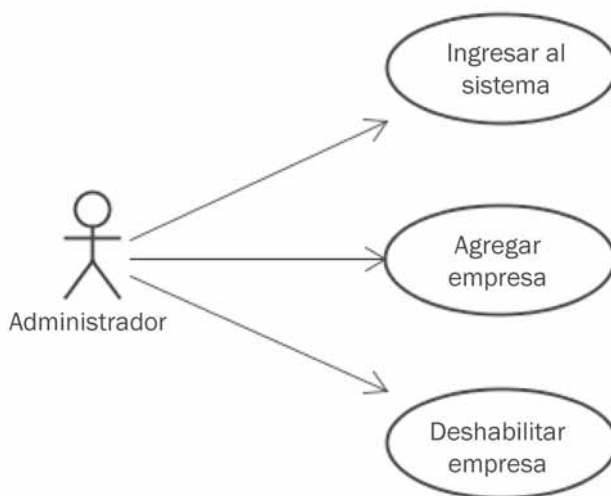 Ingresar al
sistema
Agregar
empresa
Administrador
Deshabilitar
empresa